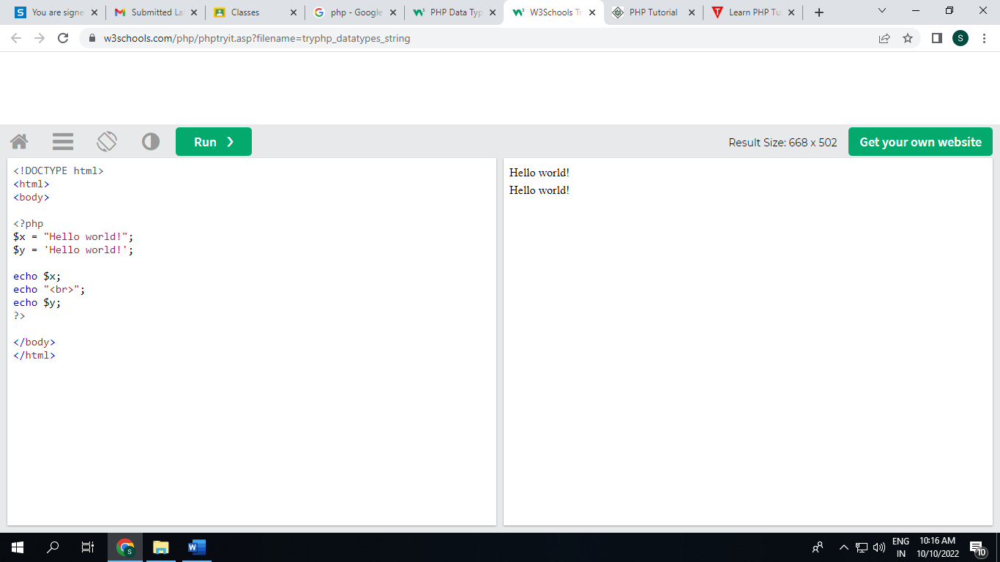 You are signe
Submitted La
Classes
php - Google
PHP Data Typ
W3Schools Tr
PHP Tutorial
Learn PHP Tu
w3schools.com/php/phptryit.asp?filename=tryphp_datatypes_string
S
Run ❯
Result Size: 668 x 502
Get your own website
<!DOCTYPE html>
<html>
<body>
<?php
$x = "Hello world!";
$y = 'Hello world!';
echo $x;
echo "<br>";
echo $y;
?>
</body>
</html>
Hello world!
Hello world!
ENG
IN
10:16 AM
10/10/2022
10